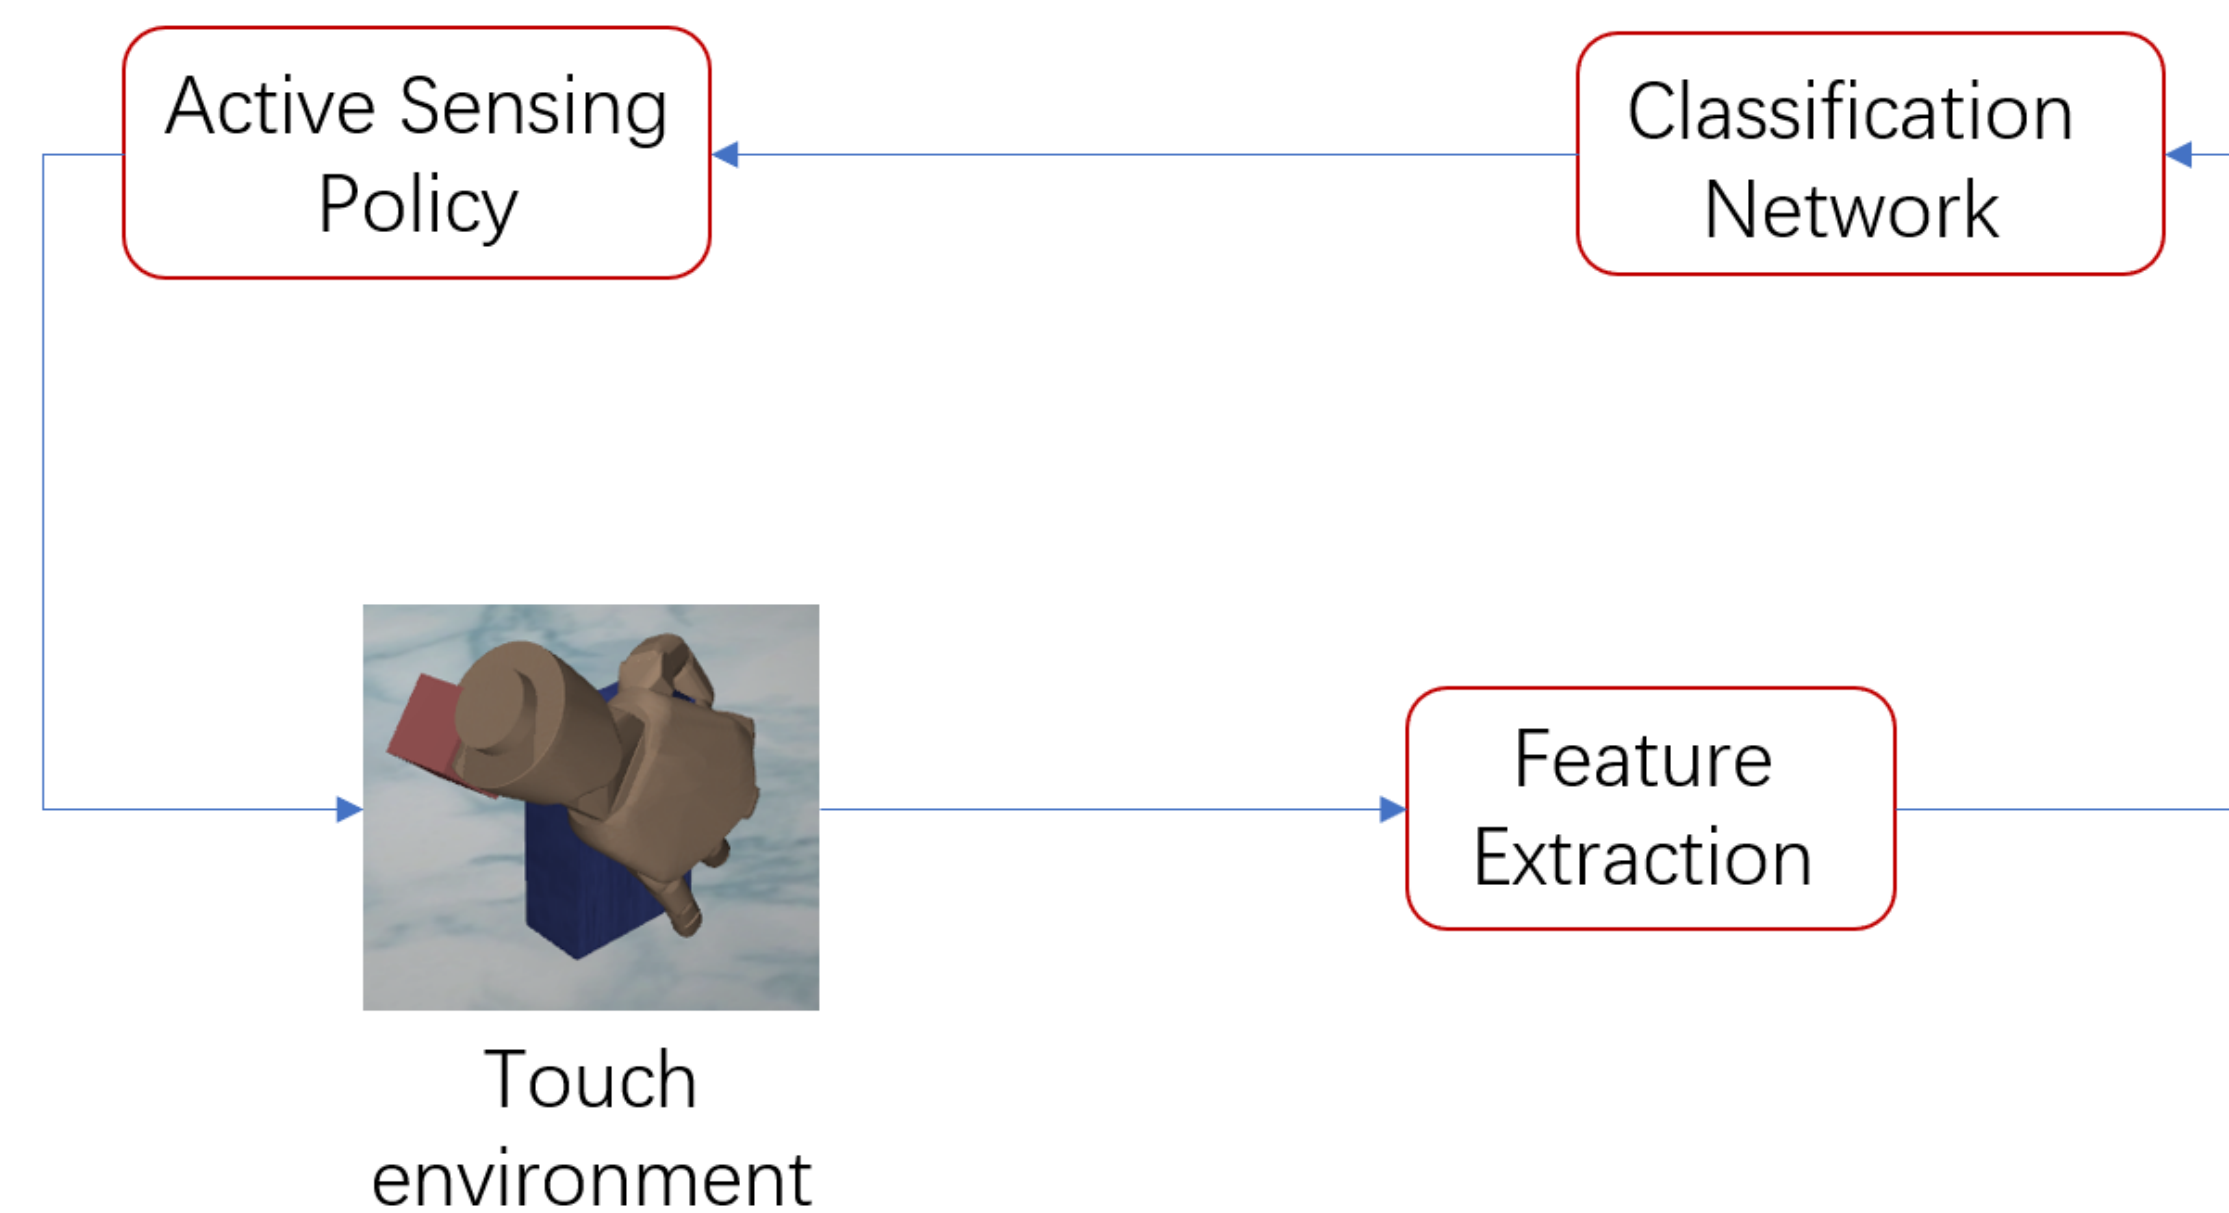 Active Sensing
Policy
Classification
Network
Feature
Extraction
Touch
environment